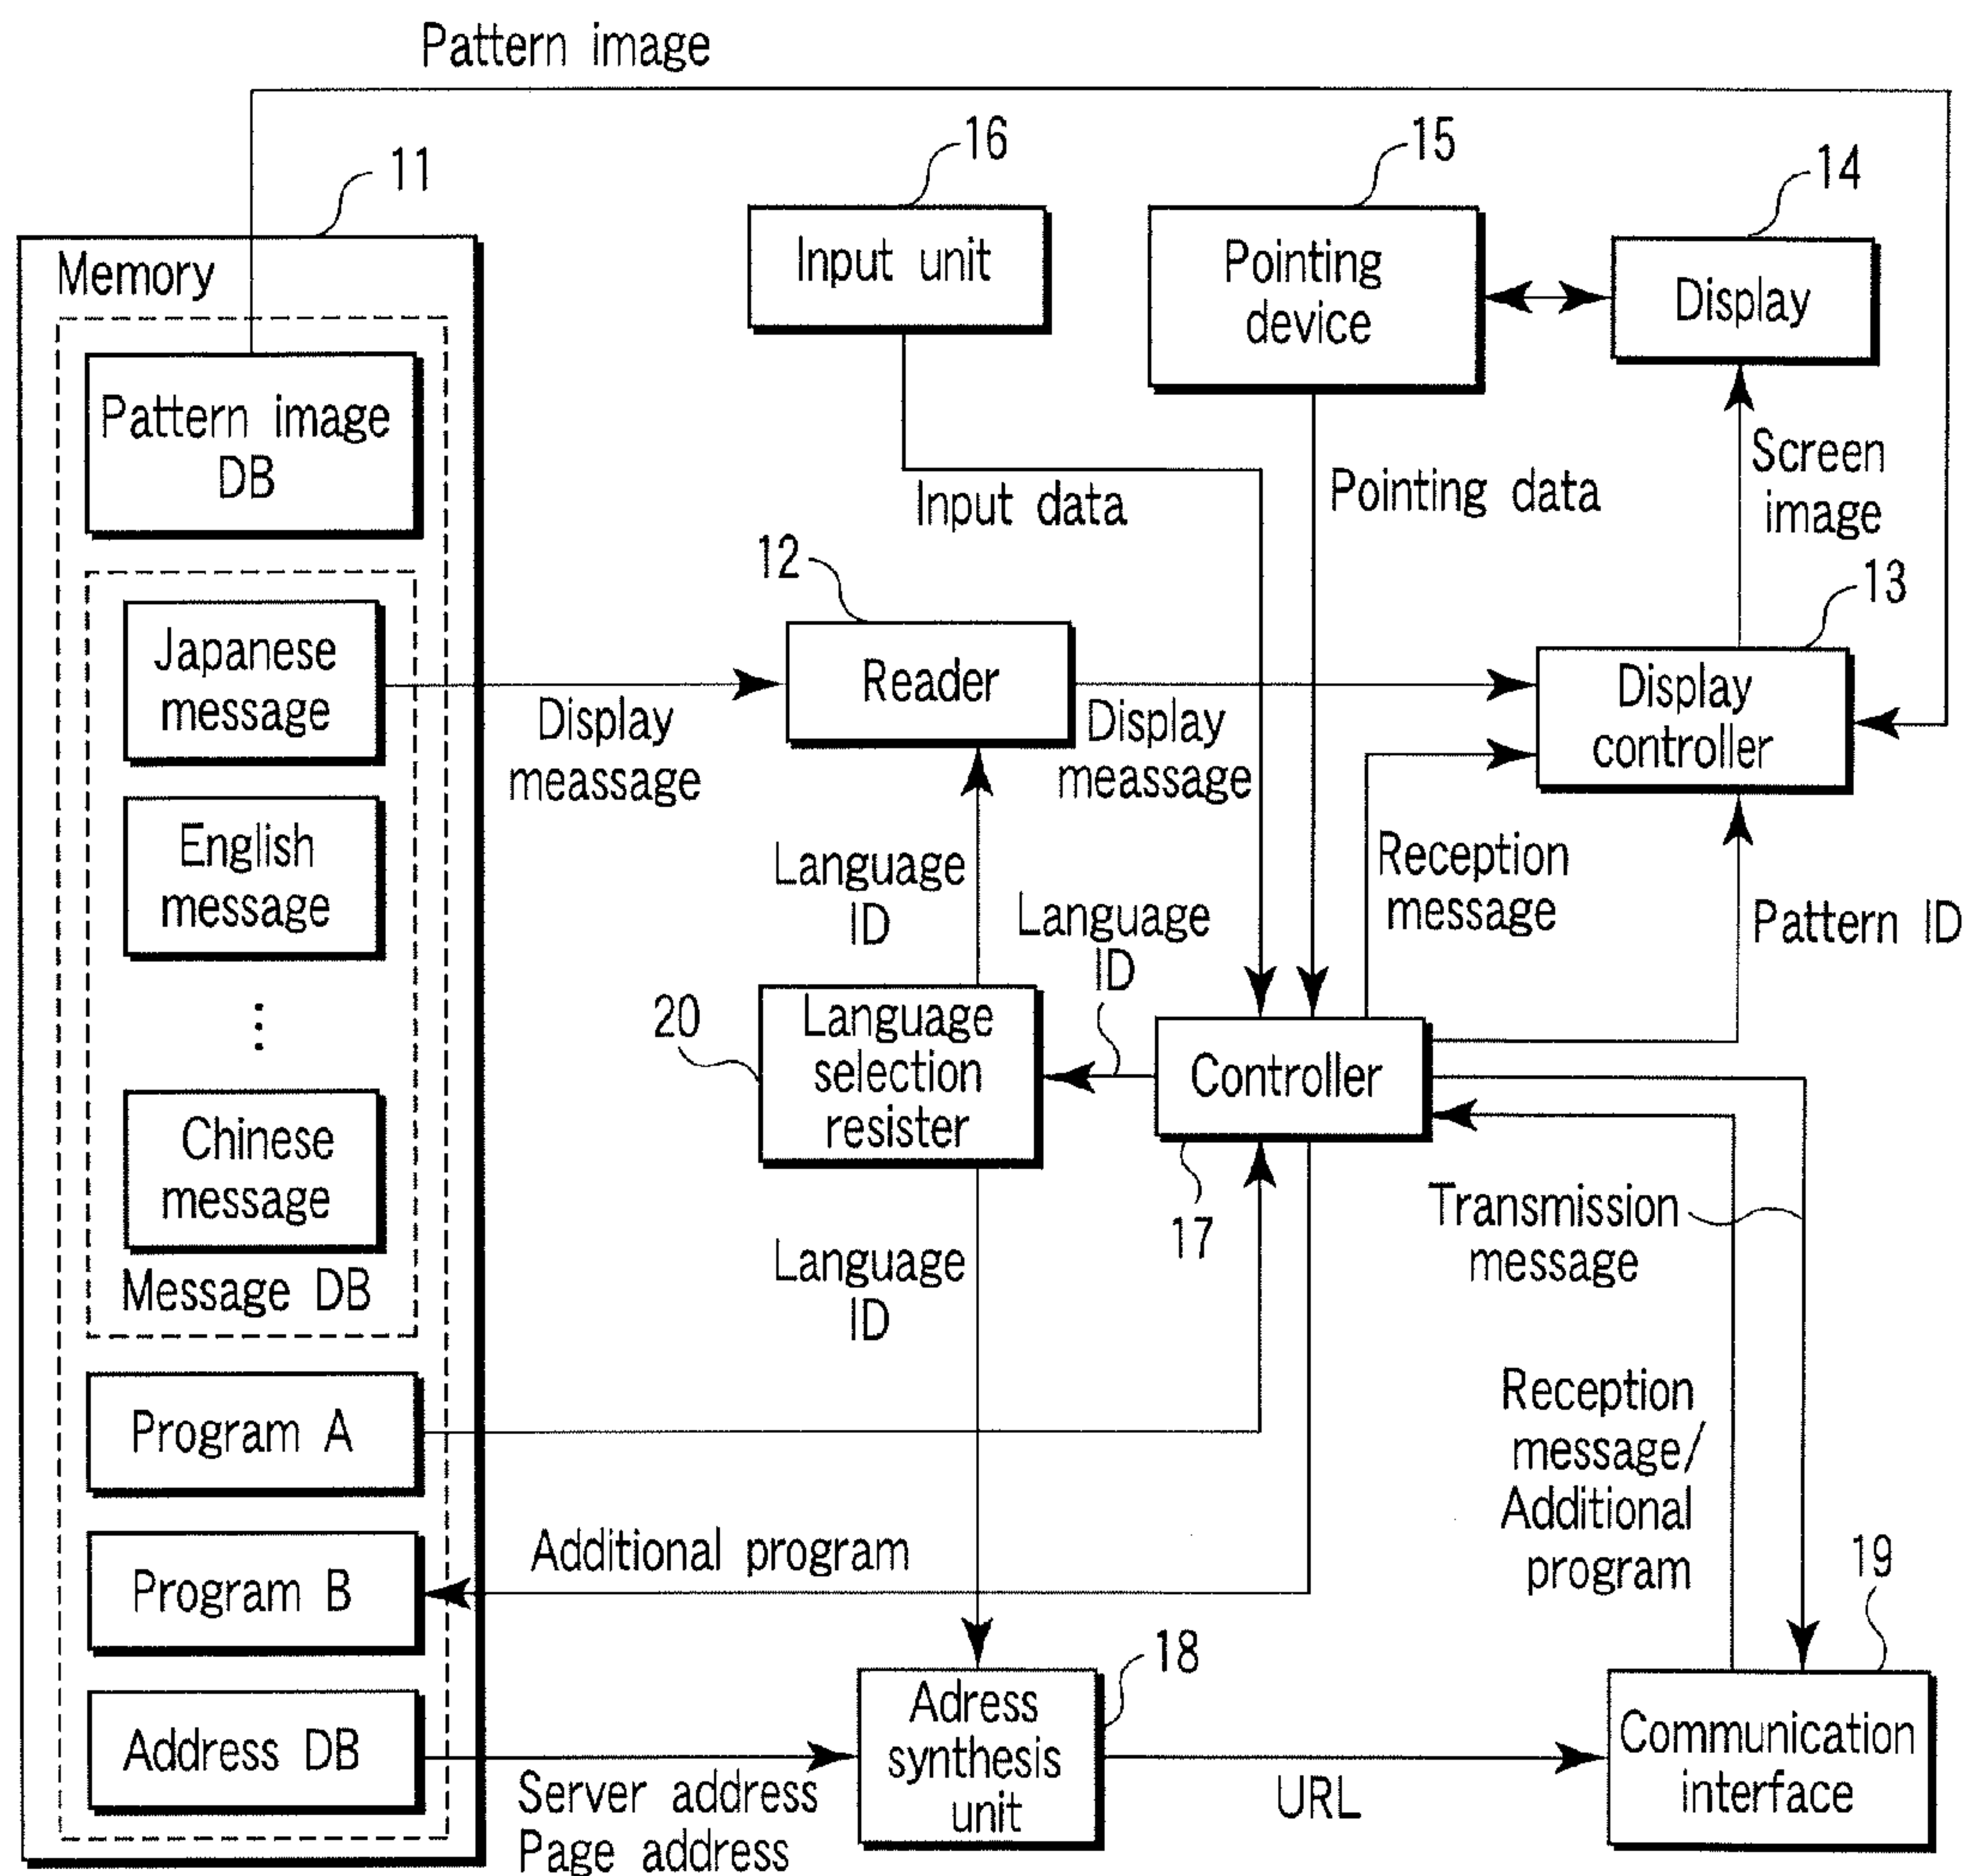 Pattern image
11
16
15
14
Memory
Input unit
Pointing
device
Display
Pattern image
DB
Input data
Pointing data
Screen
image
12
13
Japanese
message
Reader
Display
controller
Display
meassage
Display
meassage
English
message
Language
ID
Language
ID
Reception
message
Pattern ID
20
Language
selection
resister
Controller
Chinese
message
Message DB
17
Transmission
message
Language
ID
Program A
Reception
message/
Additional
program
Program B
Additional program
19
18
Address DB
Server address
Page address
Adress
synthesis
unit
URL
Communication
interface